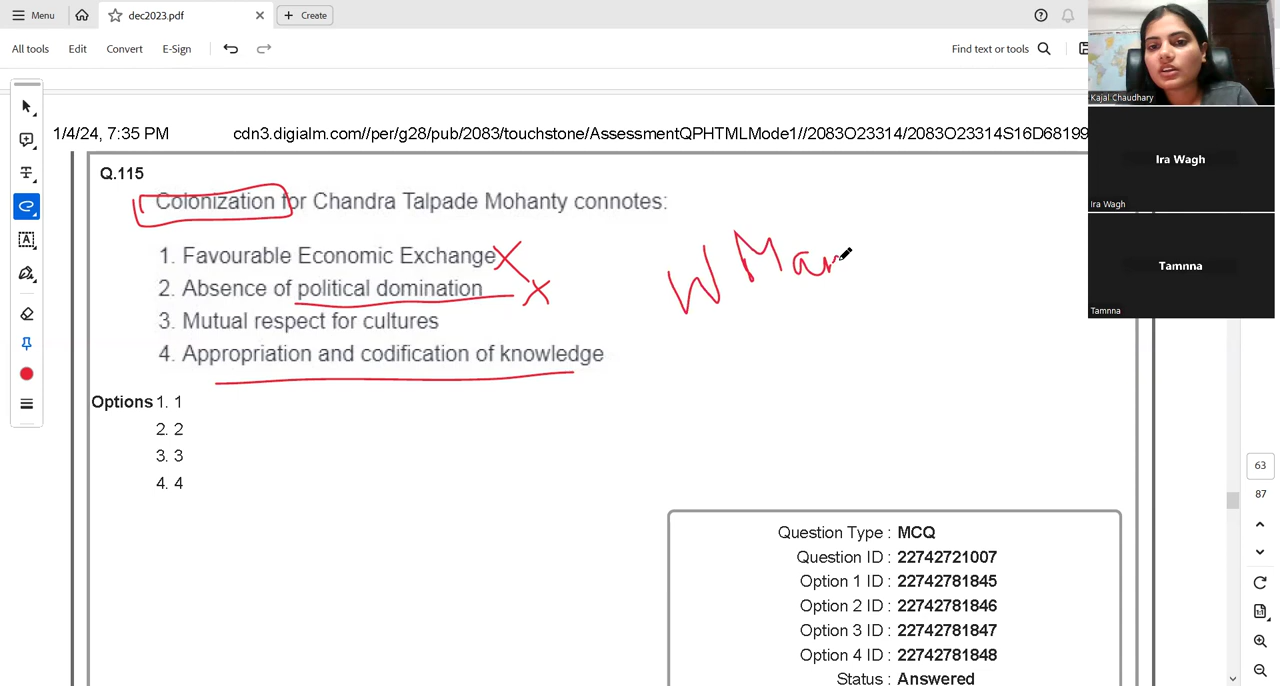 Menu
dec2023.pdf
Create
All tools Edit Convert E-Sign
Find text or tools
Kajal Chaudhary
1/4/24, 7:35 PM cdn3.digialm.com//per/g28/pub/2083/touchstone/AssessmentQPHTMLMode1//2083O23314/2083O23314S16D68199
Ira Wagh
Ira Wagh
Q.115
Colonization for Chandra Talpade Mohanty connotes:
1. Favourable Economic Exchange X
W Mar
Tamnna
2. Absence of political domination X
Tamnna
3. Mutual respect for cultures
4. Appropriation and codification of knowledge
Options 1. 1
2. 2
3. 3
4. 4
63
87
Question Type : MCQ
Question ID : 22742721007
Option 1 ID : 22742781845
Option 2 ID : 22742781846
Option 3 ID : 22742781847
Option 4 ID : 22742781848
Status : Answered